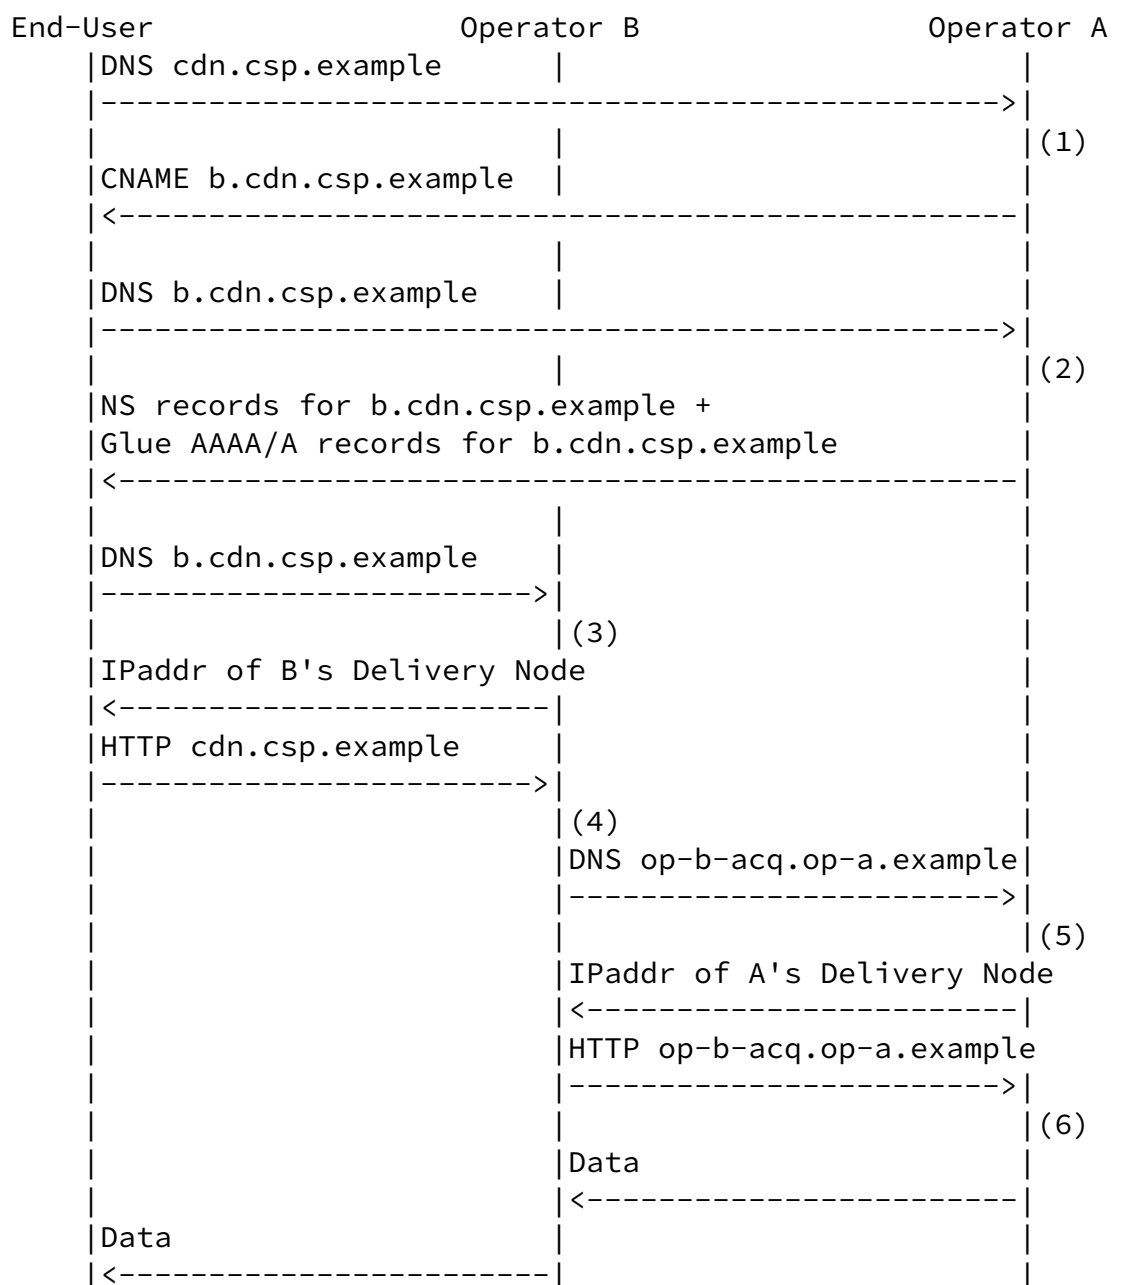 End-User Operator B Operator A
DNS cdn.csp.example
(1)
CNAME b.cdn.csp.example
DNS b.cdn.csp.example
(2)
NS records for b.cdn.csp.example +
Glue AAAA/A records for b.cdn.csp.example
DNS b.cdn.csp.example
(3)
IPaddr of B's Delivery Node
HTTP cdn.csp.example
(4)
DNS op-b-acq.op-a.example
(5)
IPaddr of A's Delivery Node
HTTP op-b-acq.op-a.example
(6)
Data
Data